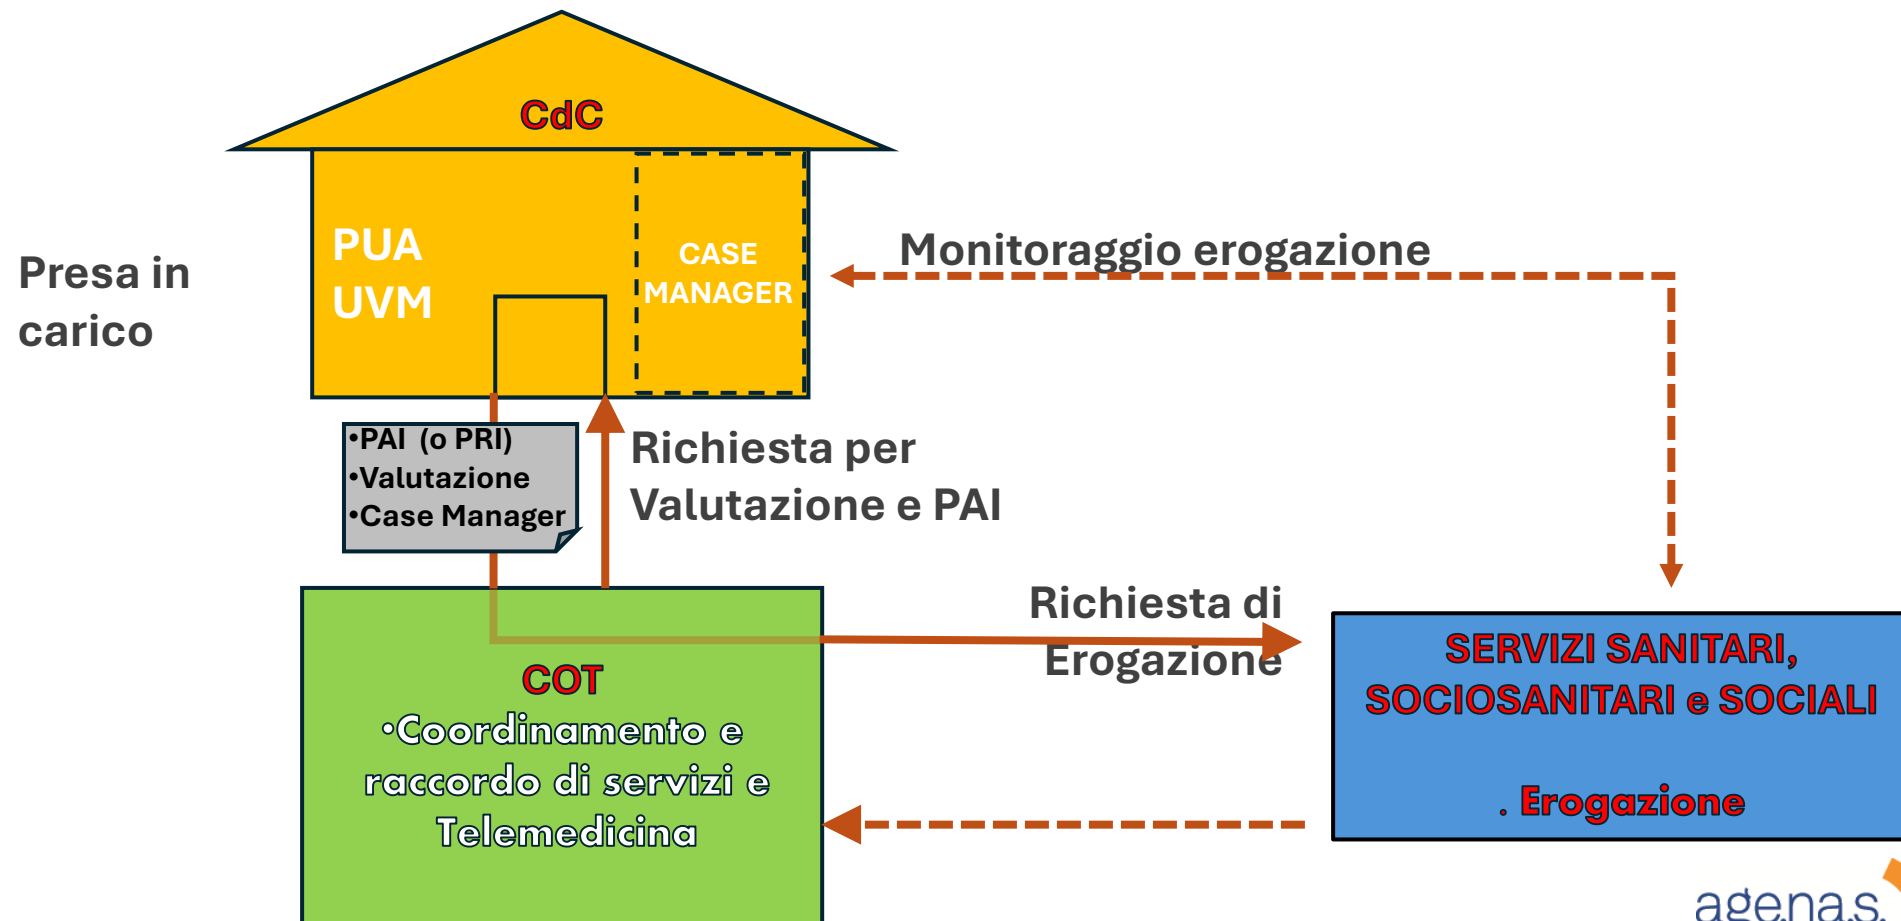 CdC
PUA
UVM
CASE
MANAGER
Presa in
carico
Monitoraggio erogazione
•PAI (o PRI)
•Valutazione
•Case Manager
Richiesta per
Valutazione e PAI
Richiesta di
Erogazione
COT
•Coordinamento e
raccordo di servizi e
Telemedicina
SERVIZI SANITARI,
SOCIOSANITARI e SOCIALI
. Erogazione
agenas.